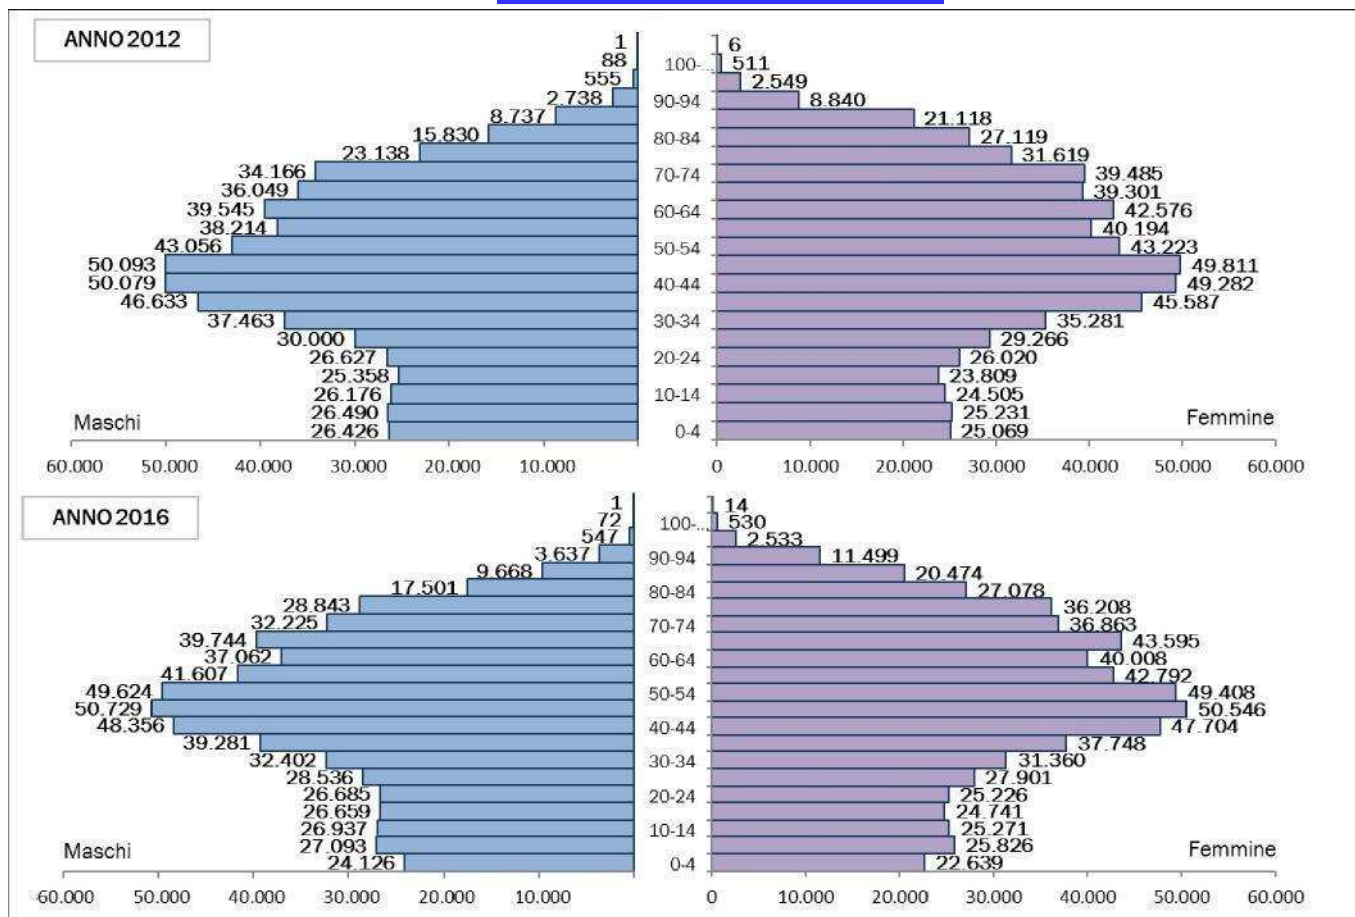 ANNO 2012
1 6
88 100-... 511
555 2.549
2.738 90-94 8.840
8.737 21.118
15.830 80-84 27.119
23.138 31.619
34.166 70-74 39.485
36.049 39.301
39.545 60-64 42.576
38.214 40.194
43.056 50-54 43.223
50.093 49.811
50.079 40-44 49.282
46.633 45.587
37.463 30-34 35.281
30.000 29.266
26.627 20-24 26.020
25.358 23.809
26.176 10-14 24.505
Maschi 26.490 25.231 Femmine
26.426 0-4 25.069
60.000 50.000 40.000 30.000 20.000 10.000 0 10.000 20.000 30.000 40.000 50.000 60.000
ANNO 2016
1 14
72 100-... 530
547 2.533
3.637 90-94 11.499
9.668 20.474
17.501 80-84 27.078
28.843 36.208
32.225 70-74 36.863
39.744 43.595
37.062 60-64 40.008
41.607 42.792
49.624 50-54 49.408
50.729 50.546
48.356 40-44 47.704
39.281 37.748
32.402 30-34 31.360
28.536 27.901
26.685 20-24 25.226
26.659 24.741
26.937 10-14 25.271
Maschi 27.093 25.826 Femmine
24.126 0-4 22.639
60.000 50.000 40.000 30.000 20.000 10.000 0 10.000 20.000 30.000 40.000 50.000 60.000